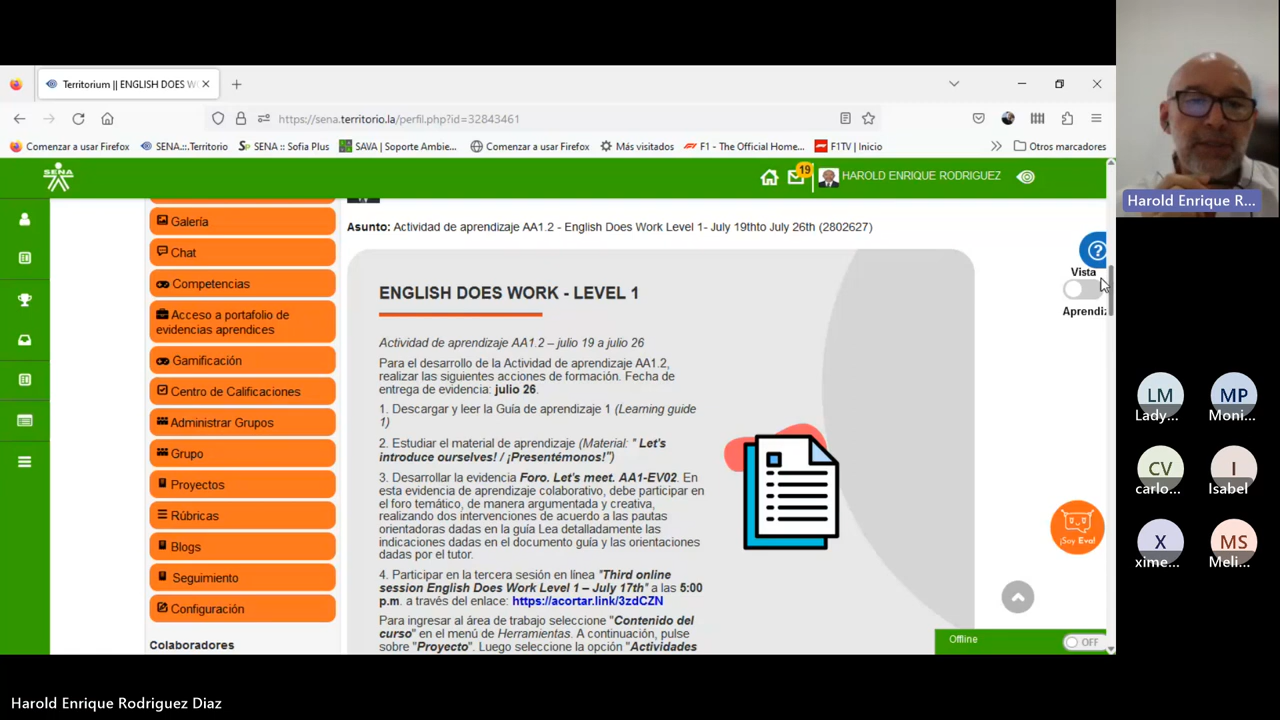 Territorium || ENGLISH DOES W
https://sena.territorio.la/perfil.php?id=32843461
Comenzar a usar Firefox
SENA.::.Territorio
SENA :: Sofia Plus
SAVA | Soporte Ambie...
Comenzar a usar Firefox
Más visitados
F1 - The Official Home...
F1TV | Inicio
Otros marcadores
SENA
19
HAROLD ENRIQUE RODRIGUEZ
Harold Enrique R...
Galería
Chat
Competencias
Acceso a portafolio de
evidencias aprendices
Gamificación
Centro de Calificaciones
Administrar Grupos
Grupo
Proyectos
Rúbricas
Blogs
Seguimiento
Configuración
Colaboradores
Asunto: Actividad de aprendizaje AA1.2 - English Does Work Level 1- July 19thto July 26th (2802627)
ENGLISH DOES WORK - LEVEL 1
Actividad de aprendizaje AA1.2 – julio 19 a julio 26
Para el desarrollo de la Actividad de aprendizaje AA1.2,
realizar las siguientes acciones de formación. Fecha de
entrega de evidencia: julio 26.
1. Descargar y leer la Guía de aprendizaje 1 (Learning guide
1)
2. Estudiar el material de aprendizaje (Material: " Let's
introduce ourselves! / ¡Presentémonos!")
3. Desarrollar la evidencia Foro. Let's meet. AA1-EV02. En
esta evidencia de aprendizaje colaborativo, debe participar en
el foro temático, de manera argumentada y creativa,
realizando dos intervenciones de acuerdo a las pautas
orientadoras dadas en la guía Lea detalladamente las
indicaciones dadas en el documento guía y las orientaciones
dadas por el tutor.
4. Participar en la tercera sesión en línea "Third online
session English Does Work Level 1 – July 17th" a las 5:00
p.m. a través del enlace: https://acortar.link/3zdCZN
Para ingresar al área de trabajo seleccione "Contenido del
curso" en el menú de Herramientas. A continuación, pulse
sobre "Proyecto". Luego seleccione la opción "Actividades
?
Vista
Aprendiz
¡Soy Eva!
Offline
OFF
LM
Lady...
MP
Moni...
CV
carlo...
I
Isabel
X
xime...
MS
Meli...
Harold Enrique Rodriguez Diaz